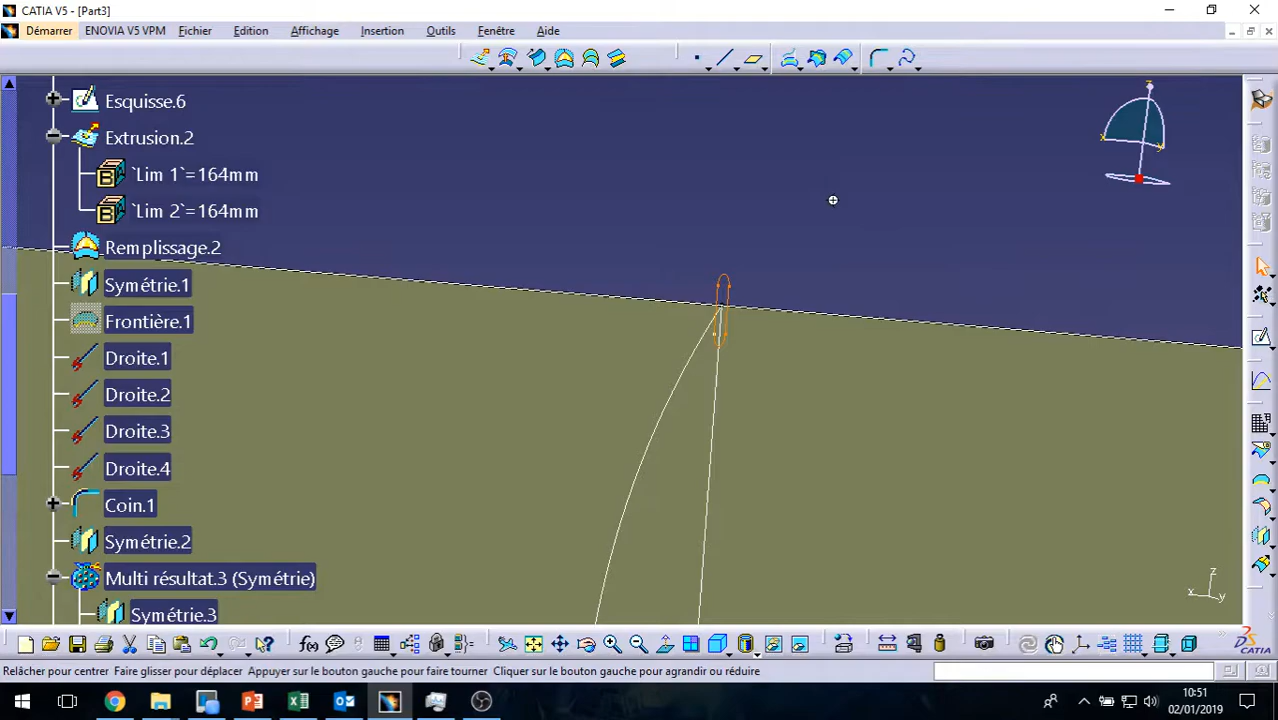 CATIA V5 - [Part3]
Démarrer ENOVIA V5 VPM Fichier Edition Affichage Insertion Outils Fenêtre Aide
Esquisse.6
Extrusion.2
`Lim 1`=164mm
`Lim 2`=164mm
Remplissage.2
Symétrie.1
Frontière.1
Droite.1
Droite.2
Droite.3
Droite.4
Coin.1
Symétrie.2
Multi résultat.3 (Symétrie)
Symétrie.3
z
x
y
z
x
y
f(x)
CATIA
Relâcher pour centrer Faire glisser pour déplacer Appuyer sur le bouton gauche pour faire tourner Cliquer sur le bouton gauche pour agrandir ou réduire
10:51
02/01/2019